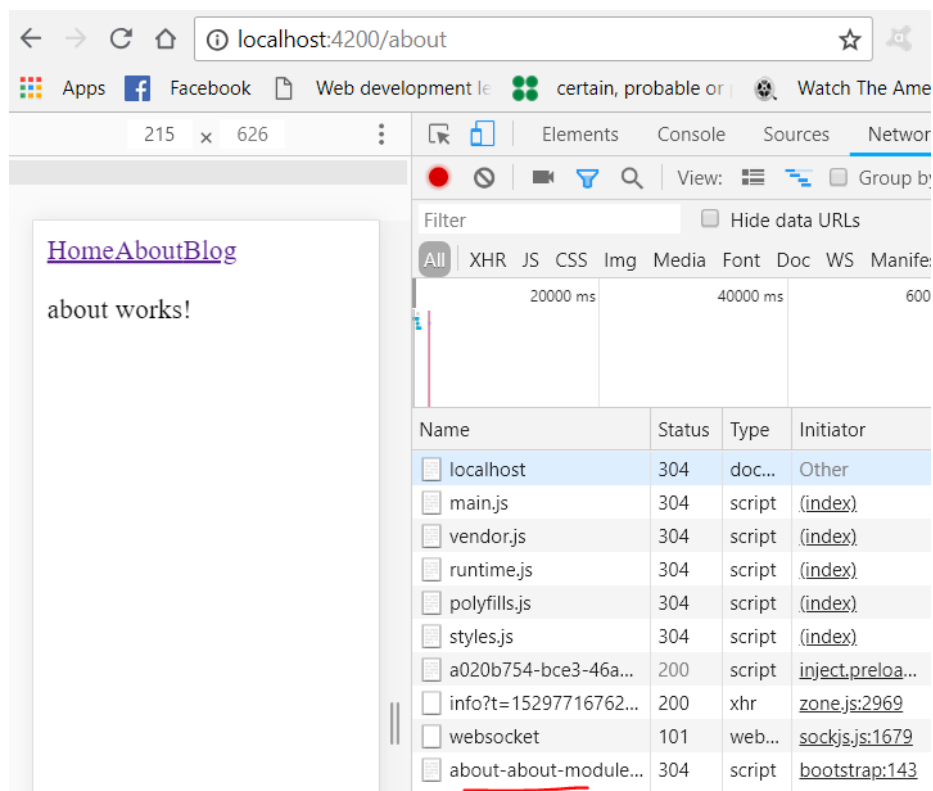 localhost:4200/about
Apps Facebook Web development le certain, probable or Watch The Ame
215 x 626 Elements Console Sources Networ
View: Group by
Filter Hide data URLs
All XHR JS CSS Img Media Font Doc WS Manifes
20000 ms 40000 ms 600
HomeAboutBlog
about works!
Name Status Type Initiator
localhost 304 doc... Other
main.js 304 script (index)
vendor.js 304 script (index)
runtime.js 304 script (index)
polyfills.js 304 script (index)
styles.js 304 script (index)
a020b754-bce3-46a... 200 script inject.preloa...
info?t=15297716762... 200 xhr zone.js:2969
websocket 101 web... sockjs.js:1679
about-about-module... 304 script bootstrap:143